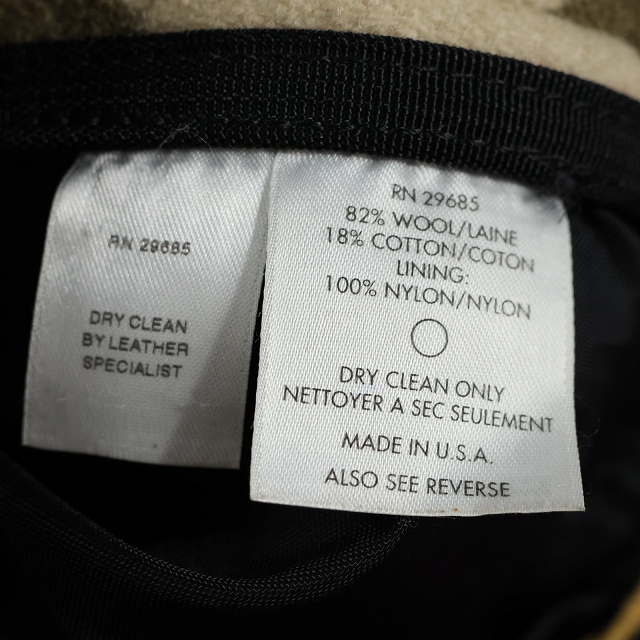 RN 29685
DRY CLEAN
BY LEATHER
SPECIALIST
RN 29685
82% WOOL/LAINE
18% COTTON/COTON
LINING:
100% NYLON/NYLON
DRY CLEAN ONLY
NETTOYER A SEC SEULEMENT
MADE IN U.S.A.
ALSO SEE REVERSE